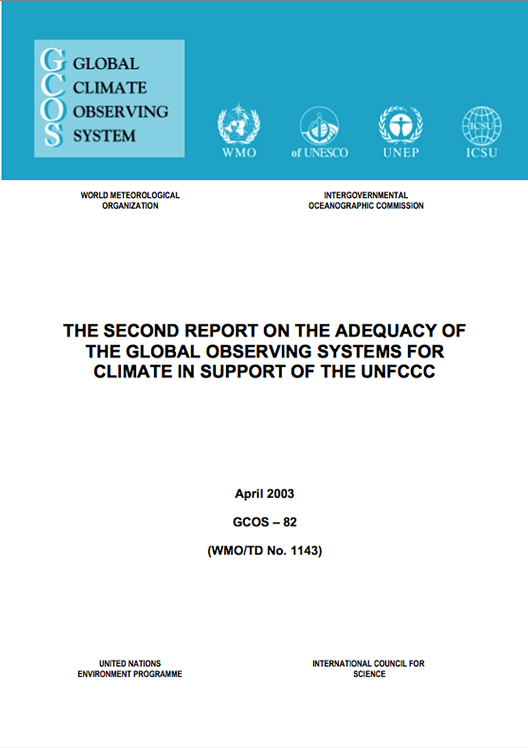 GLOBAL
CLIMATE
OBSERVING
SYSTEM
GCOS
WMO
of UNESCO
UNEP
ICSU
ICSU
WORLD METEOROLOGICAL
ORGANIZATION
INTERGOVERNMENTAL
OCEANOGRAPHIC COMMISSION
THE SECOND REPORT ON THE ADEQUACY OF
THE GLOBAL OBSERVING SYSTEMS FOR
CLIMATE IN SUPPORT OF THE UNFCCC
April 2003
GCOS – 82
(WMO/TD No. 1143)
UNITED NATIONS
ENVIRONMENT PROGRAMME
INTERNATIONAL COUNCIL FOR
SCIENCE